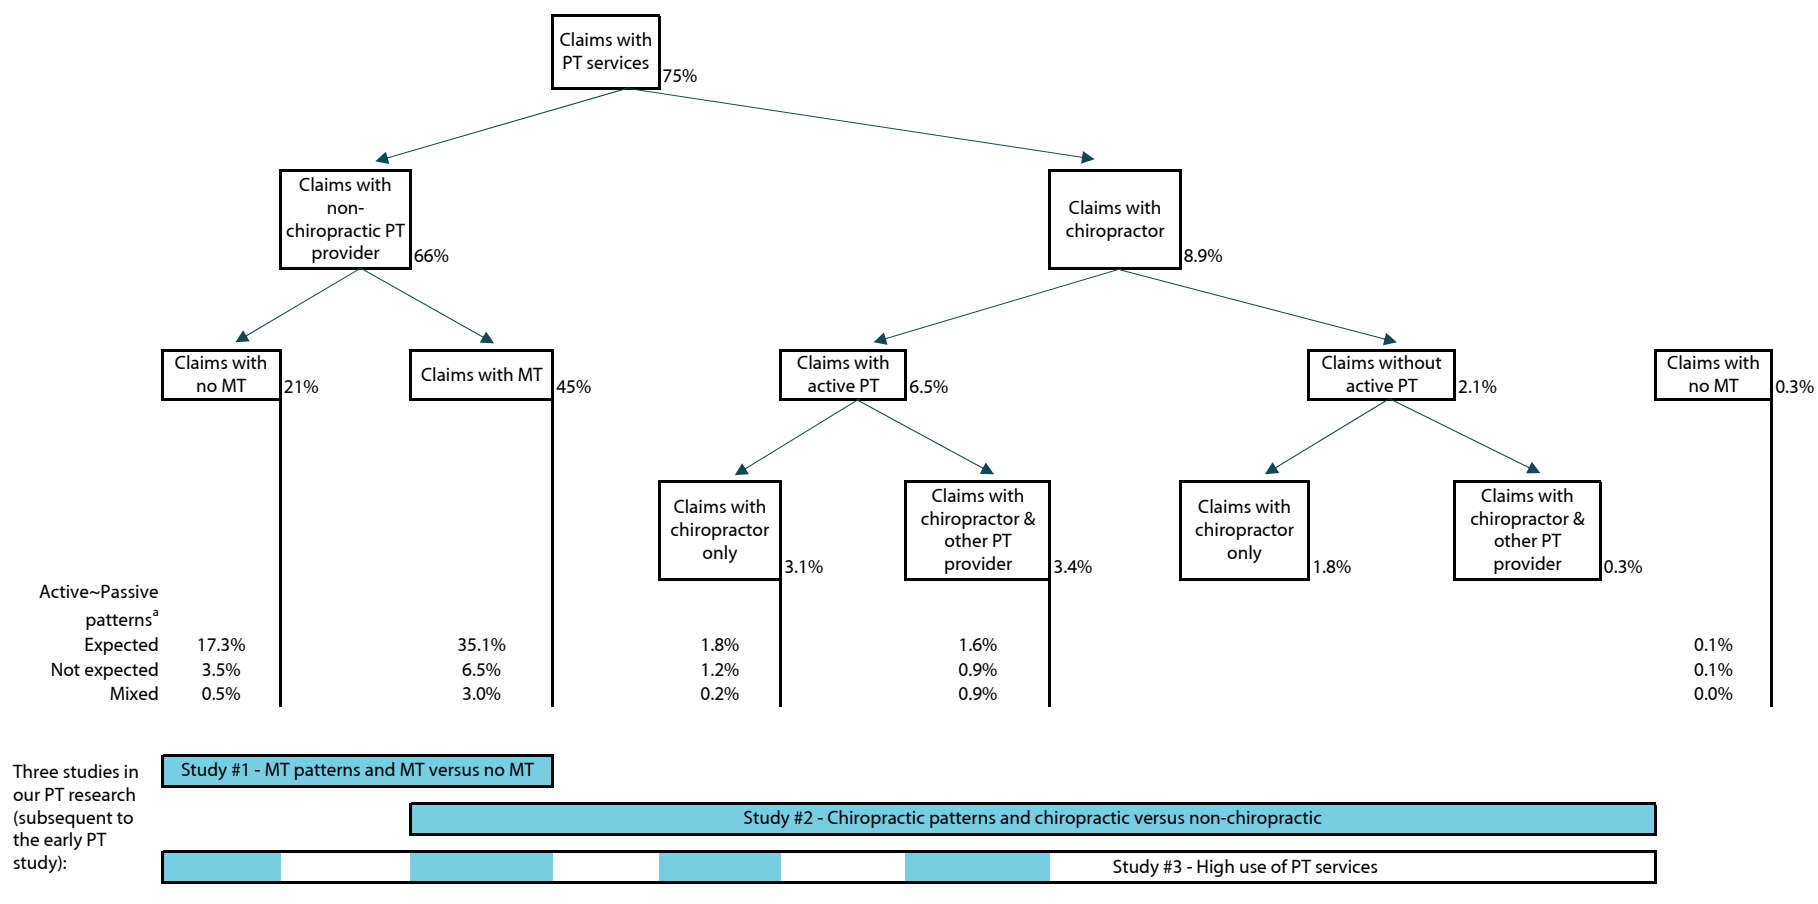 Claims with
PT services
75%
Claims with
non-
chiropractic PT
provider
66%
Claims with
chiropractor
8.9%
Claims with
no MT
21%
Claims with MT
45%
Claims with
active PT
6.5%
Claims without
active PT
2.1%
Claims with
no MT
0.3%
Claims with
chiropractor
only
3.1%
Claims with
chiropractor &
other PT
provider
3.4%
Claims with
chiropractor
only
1.8%
Claims with
chiropractor &
other PT
provider
0.3%
Active~Passive
patternsᵃ
Expected 17.3% 35.1% 1.8% 1.6% 0.1%
Not expected 3.5% 6.5% 1.2% 0.9% 0.1%
Mixed 0.5% 3.0% 0.2% 0.9% 0.0%
Three studies in
our PT research
(subsequent to
the early PT
study):
Study #1 - MT patterns and MT versus no MT
Study #2 - Chiropractic patterns and chiropractic versus non-chiropractic
Study #3 - High use of PT services